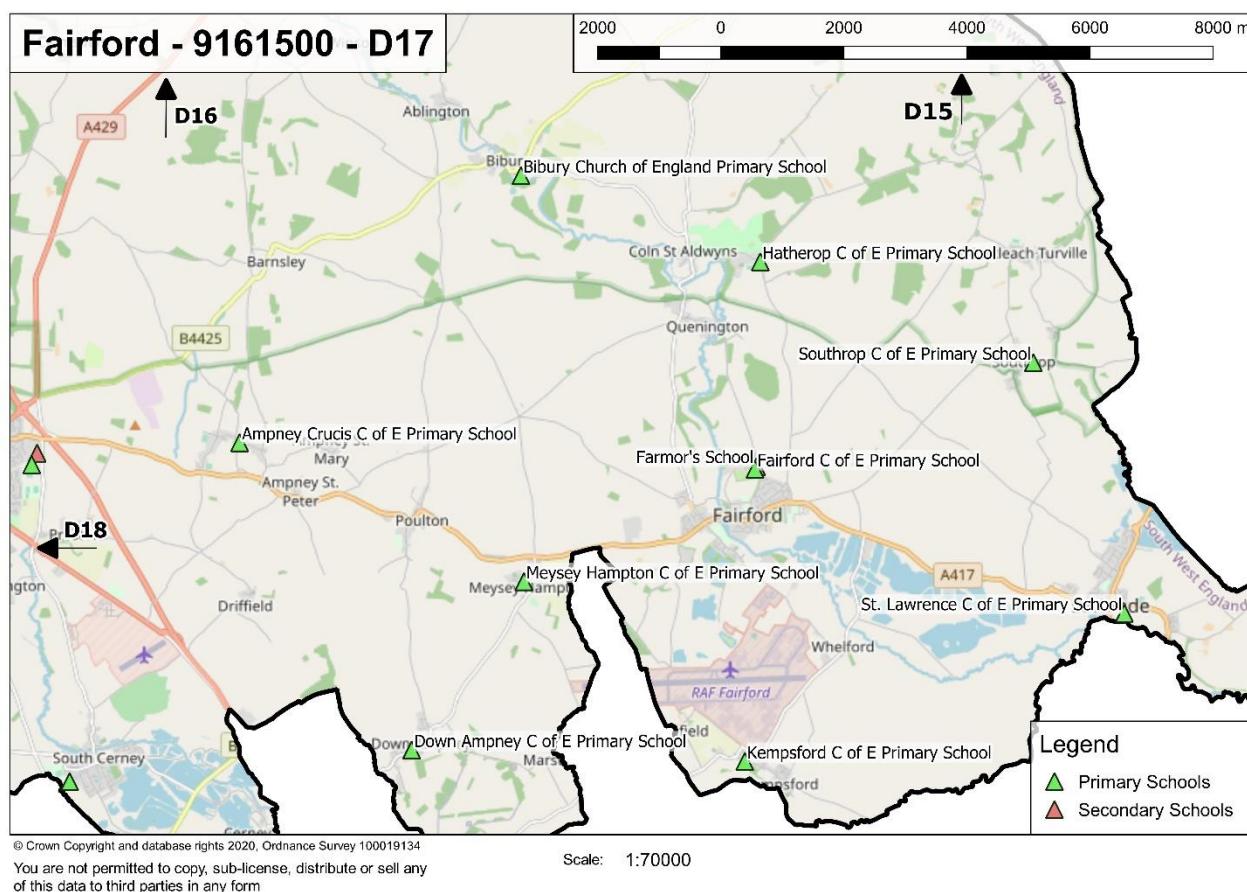 Fairford - 9161500 - D17
2000 0 2000 4000 6000 8000 m
D16
D15
A429
Ablington
Bibury Church of England Primary School
Coln St Aldwyns
Hatherop C of E Primary School
Barnsley
Quenington
B4425
Southrop C of E Primary School
Ampney Crucis C of E Primary School
Mary
Ampney St.
Peter
Farmor's School
Fairford C of E Primary School
Fairford
D18
Poulton
South West England
A417
Meysey Hampton C of E Primary School
Driffield
St. Lawrence C of E Primary School
Whelford
RAF Fairford
Down Ampney C of E Primary School
Kempsford C of E Primary School
South Cerney
Legend
Primary Schools
Secondary Schools
© Crown Copyright and database rights 2020, Ordnance Survey 100019134
You are not permitted to copy, sub-license, distribute or sell any
of this data to third parties in any form
Scale: 1:70000